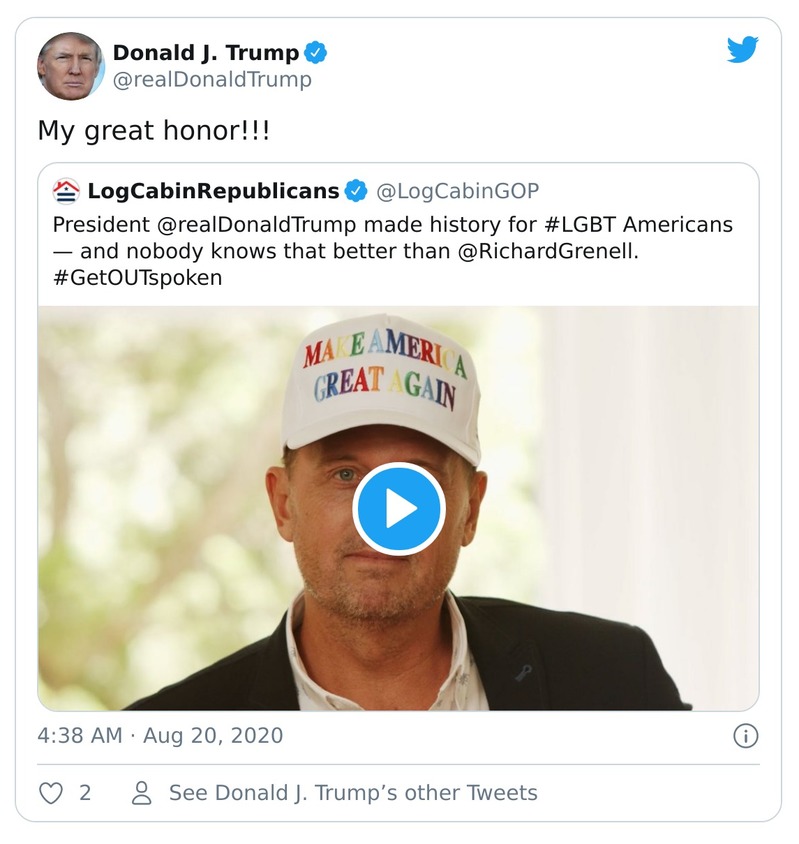 Donald J. Trump
@realDonaldTrump
My great honor!!!
LogCabinRepublicans @LogCabinGOP
President @realDonaldTrump made history for #LGBT Americans
— and nobody knows that better than @RichardGrenell.
#GetOUTspoken
MAKE AMERICA
GREAT AGAIN
4:38 AM · Aug 20, 2020
2 See Donald J. Trump’s other Tweets